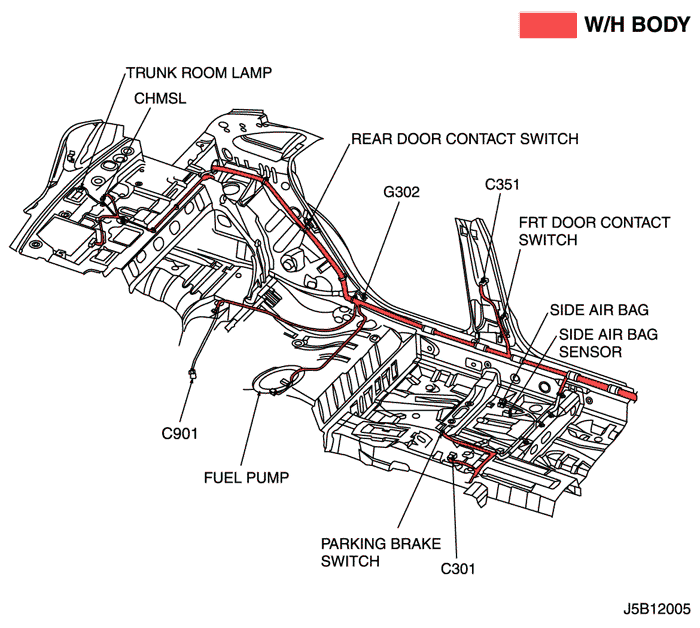 W/H BODY
TRUNK ROOM LAMP
CHMSL
REAR DOOR CONTACT SWITCH
G302
C351
FRT DOOR CONTACT
SWITCH
SIDE AIR BAG
SIDE AIR BAG
SENSOR
C901
FUEL PUMP
PARKING BRAKE
SWITCH
C301
J5B12005